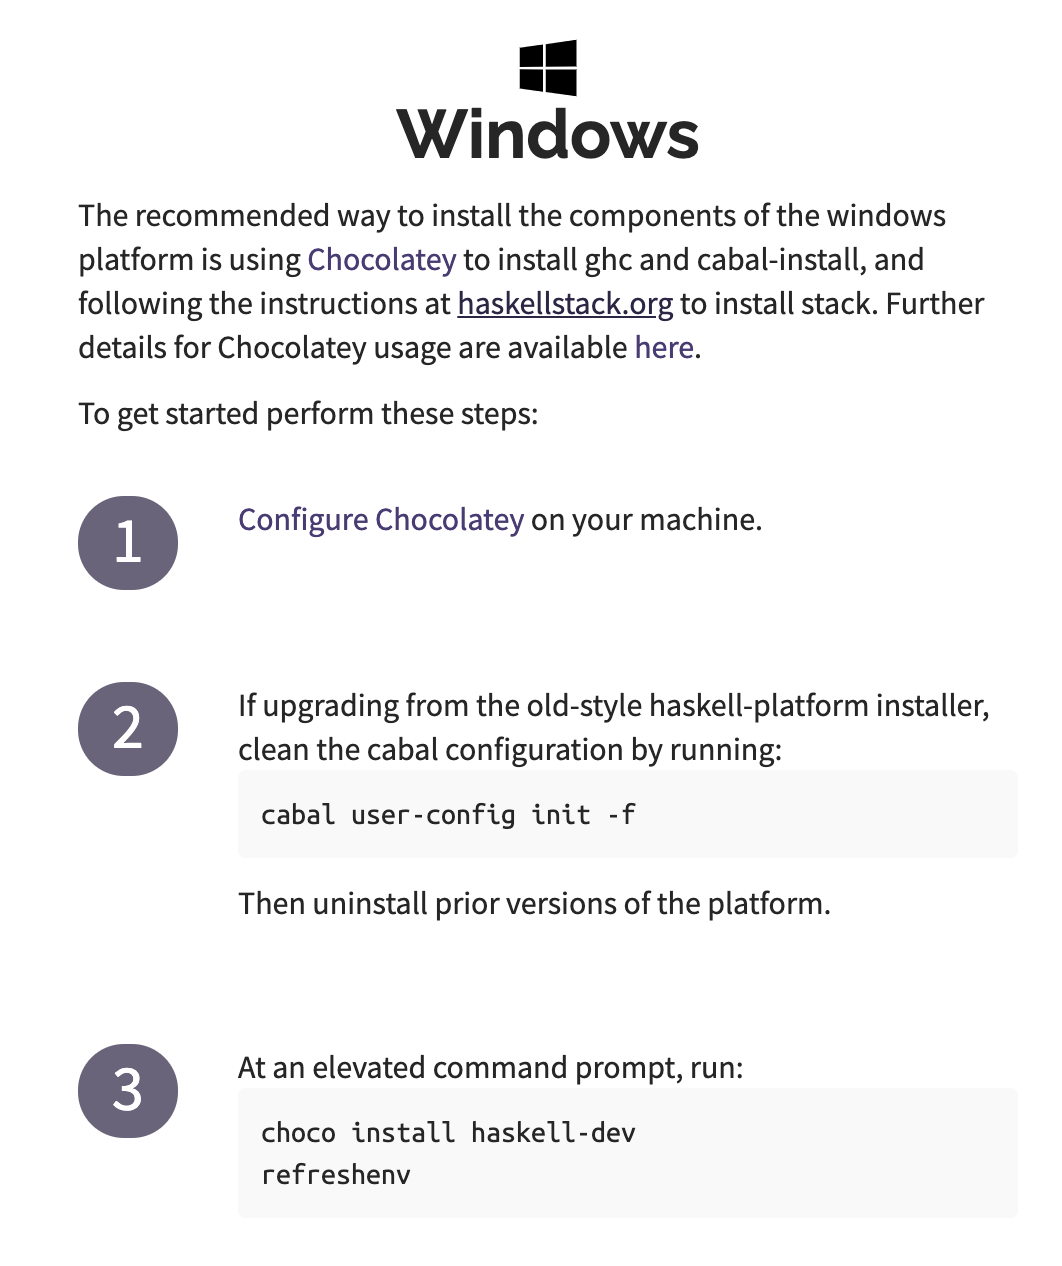 Windows
The recommended way to install the components of the windows
platform is using Chocolatey to install ghc and cabal-install, and
following the instructions at haskellstack.org to install stack. Further
details for Chocolatey usage are available here.
To get started perform these steps:
1
Configure Chocolatey on your machine.
2
If upgrading from the old-style haskell-platform installer,
clean the cabal configuration by running:
cabal user-config init -f
Then uninstall prior versions of the platform.
3
At an elevated command prompt, run:
choco install haskell-dev
refreshenv